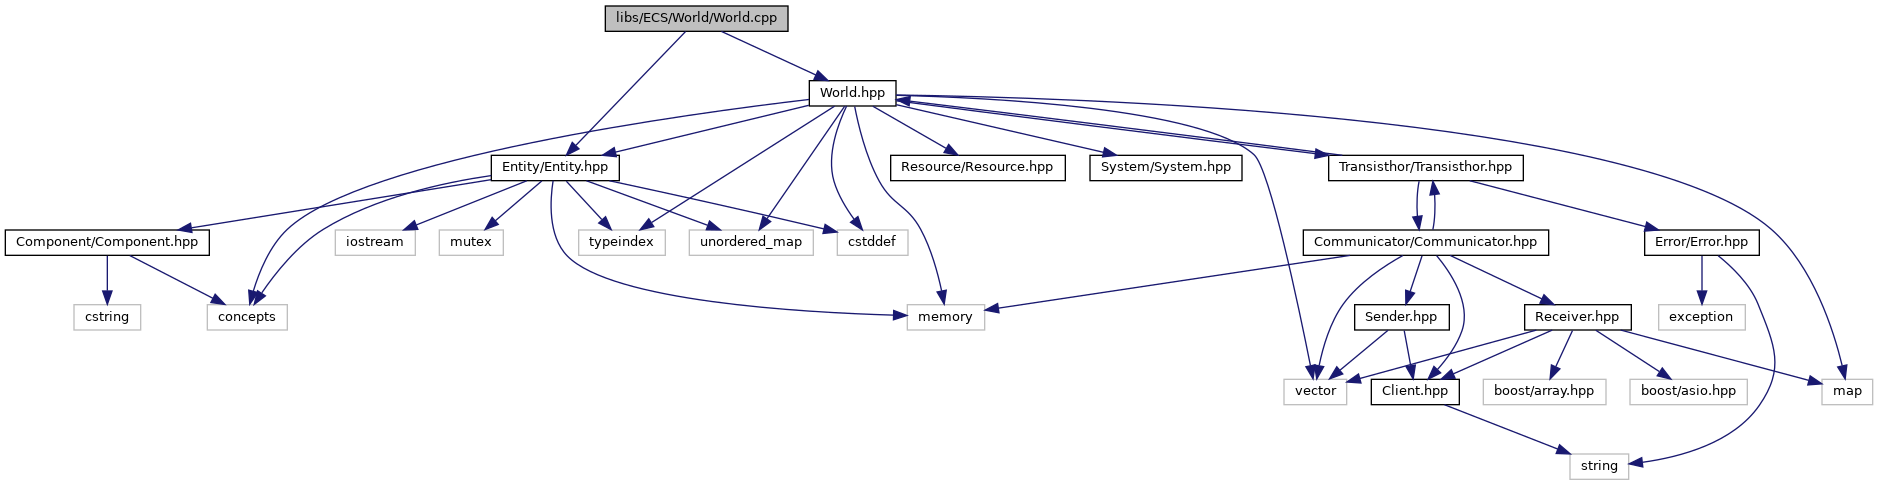 libs/ECS/World/World.cpp
World.hpp
Entity/Entity.hpp
Resource/Resource.hpp
System/System.hpp
Transisthor/Transisthor.hpp
Component/Component.hpp
iostream
mutex
typeindex
unordered_map
cstddef
Communicator/Communicator.hpp
Error/Error.hpp
cstring
concepts
memory
Sender.hpp
Receiver.hpp
exception
vector
Client.hpp
boost/array.hpp
boost/asio.hpp
map
string